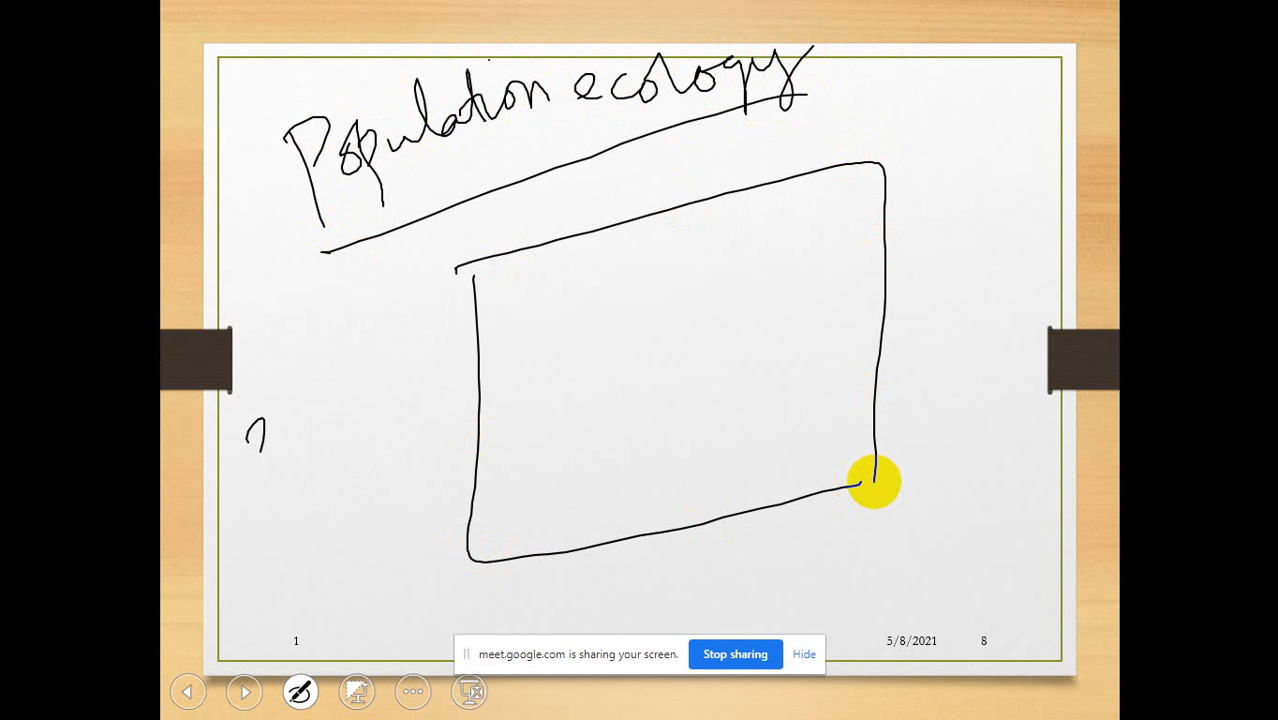 Population ecology
1
5/8/2021
8
meet.google.com is sharing your screen.
Stop sharing
Hide